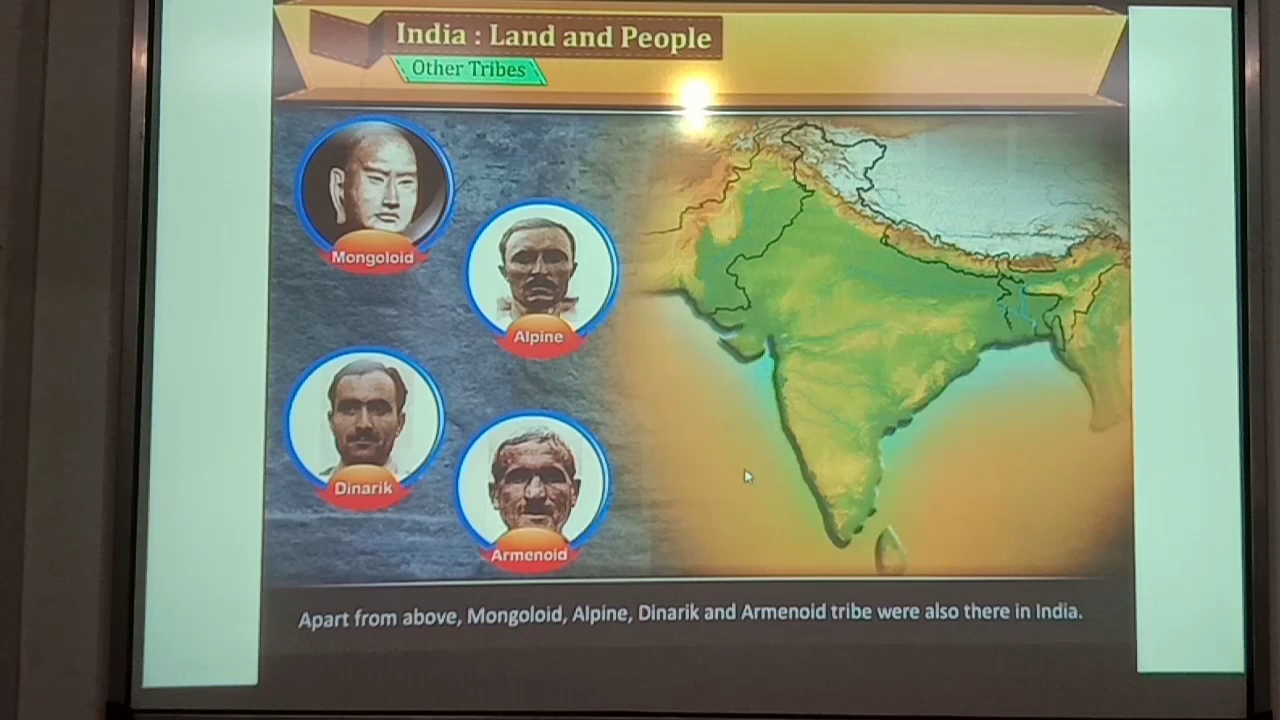 India : Land and People
Other Tribes
Mongoloid
Alpine
Dinarik
Armenoid
Apart from above, Mongoloid, Alpine, Dinarik and Armenoid tribe were also there in India.